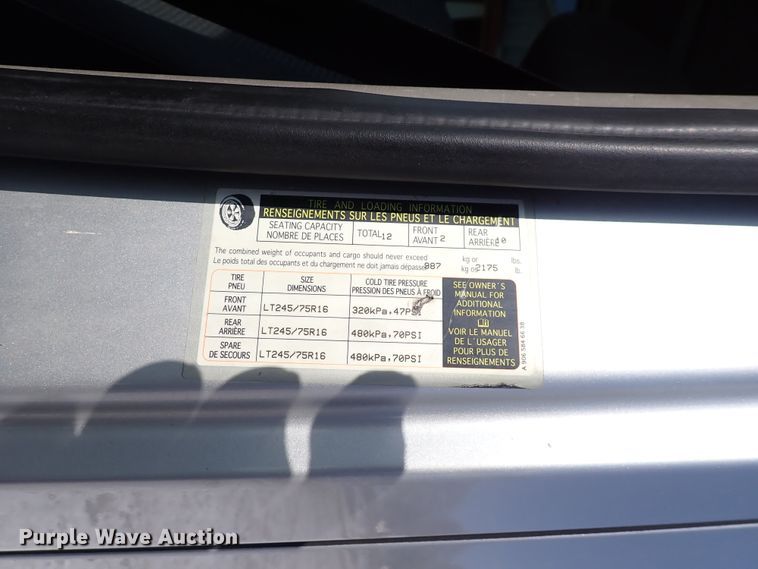 TIRE AND LOADING INFORMATION
RENSEIGNEMENTS SUR LES PNEUS ET LE CHARGEMENT
SEATING CAPACITY
NOMBRE DE PLACES
TOTAL 12
FRONT
AVANT 2
REAR
ARRIÈRE 10
The combined weight of occupants and cargo should never exceed kg or lbs.
Le poids total des occupants et du chargement ne doit jamais dépasser 987 kg o 2175 lb.
TIRE
PNEU
SIZE
DIMENSIONS
COLD TIRE PRESSURE
PRESSION DES PNEUS À FROID
FRONT
AVANT
LT245/75R16
320kPa,47PSI
REAR
ARRIÈRE
LT245/75R16
480kPa,70PSI
SPARE
DE SECOURS
LT245/75R16
480kPa,70PSI
SEE OWNER'S
MANUAL FOR
ADDITIONAL
INFORMATION
VOIR LE MANUEL
DE L'USAGER
POUR PLUS DE
RENSEIGNEMENTS
A 906 584 66 38
Purple Wave Auction